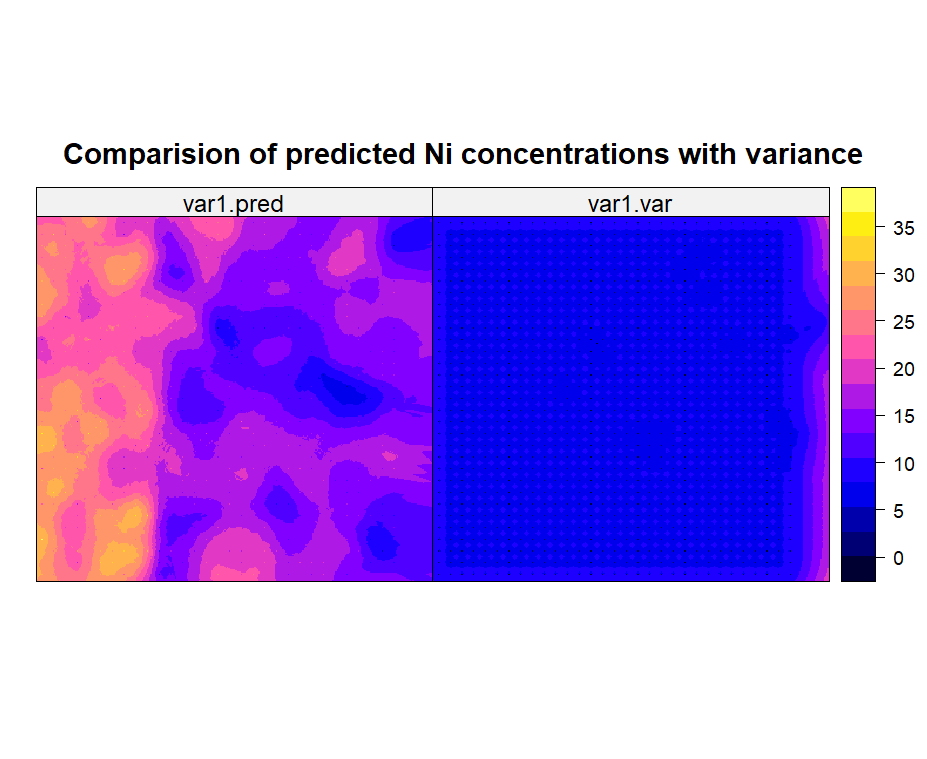 Comparision of predicted Ni concentrations with variance
var1.pred
var1.var
35
30
25
20
15
10
5
0